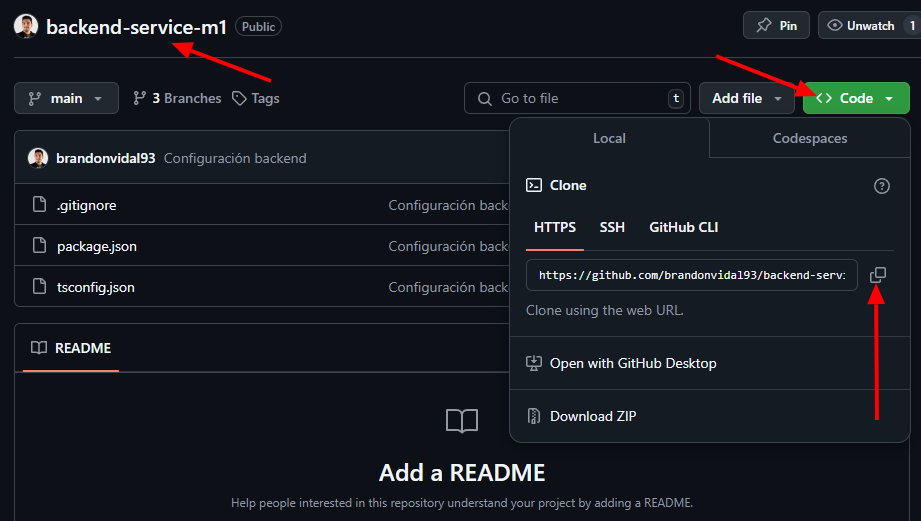 backend-service-m1 Public Pin Unwatch 1
main 3 Branches Tags Go to file t Add file Code
Local Codespaces
brandonvidal93 Configuración backend
Clone
.gitignore Configuración back
HTTPS SSH GitHub CLI
package.json Configuración back
https://github.com/brandonvidal93/backend-servi
tsconfig.json Configuración back
Clone using the web URL.
README
Open with GitHub Desktop
Download ZIP
Add a README
Help people interested in this repository understand your project by adding a README.